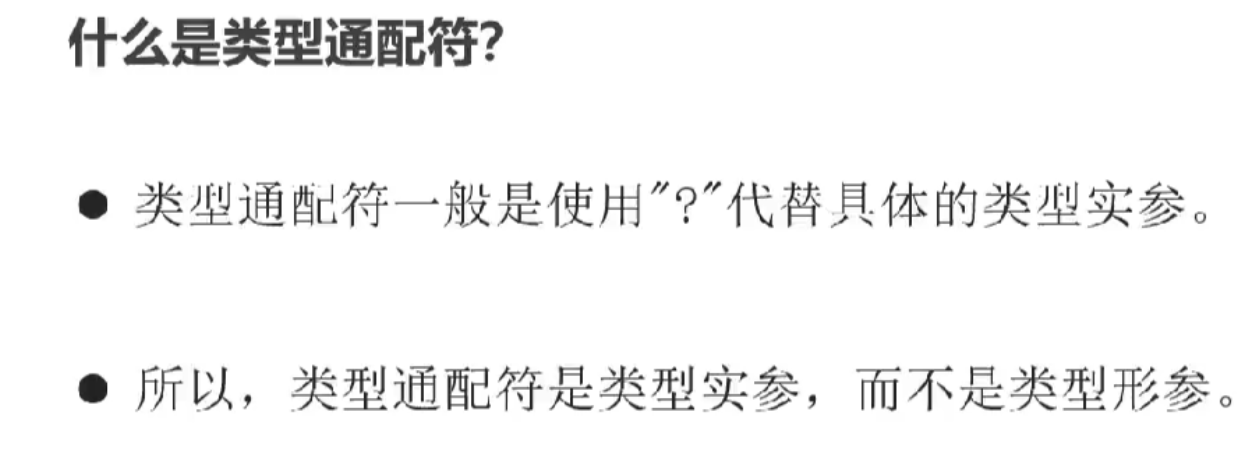 什么是类型通配符？
● 类型通配符一般是使用"?"代替具体的类型实参。
● 所以，类型通配符是类型实参，而不是类型形参。